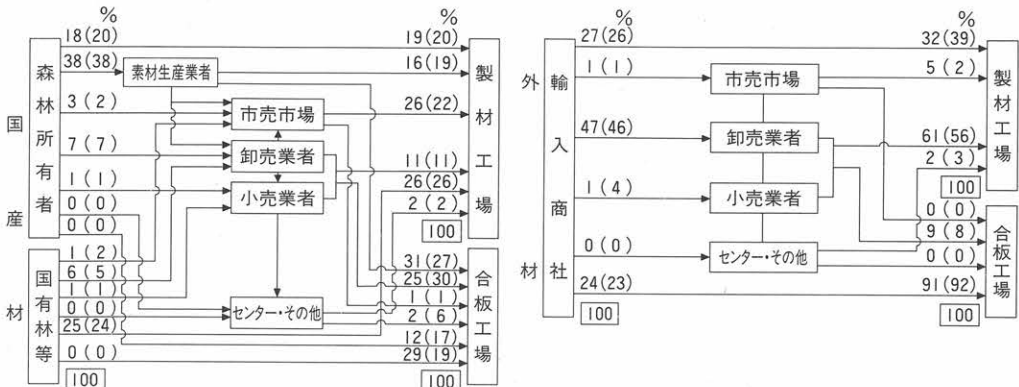 %
%
18(20)
19(20)
38(38)
素材生産業者
16(19)
3(2)
市売市場
26(22)
7(7)
卸売業者
11(11)
1(1)
小売業者
26(26)
0(0)
2(2)
0(0)
100
1(2)
31(27)
6(5)
25(30)
1(1)
1(1)
0(0)
センター・その他
2(6)
25(24)
12(17)
0(0)
29(19)
100
100
国産材
森林所有者
国有林等
製材工場
合板工場
%
%
27(26)
32(39)
1(1)
市売市場
5(2)
47(46)
卸売業者
61(56)
2(3)
100
1(4)
小売業者
0(0)
9(8)
0(0)
センター・その他
0(0)
24(23)
91(92)
100
100
外材
輸入商社
製材工場
合板工場